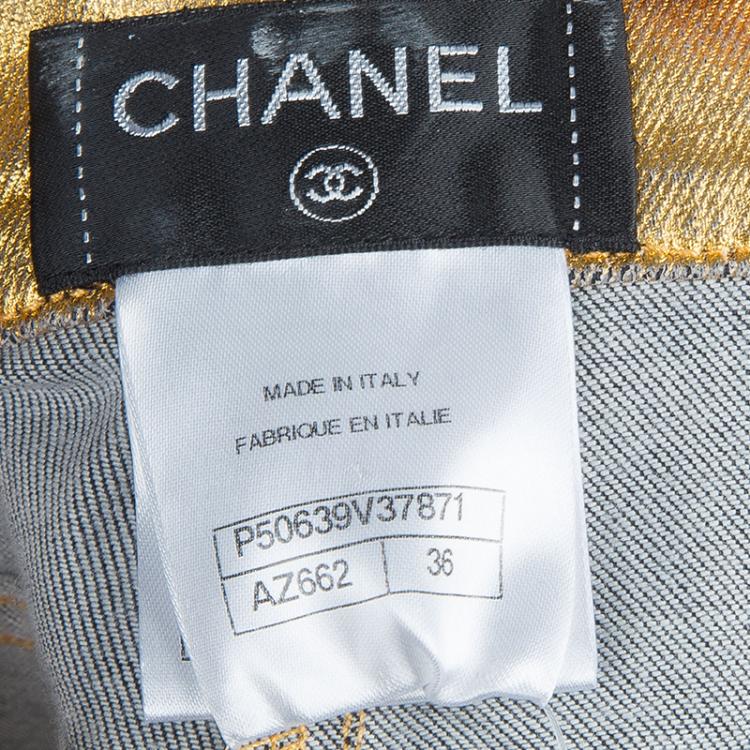 CHANEL
MADE IN ITALY
FABRIQUE EN ITALIE
P50639V37871
AZ662 36